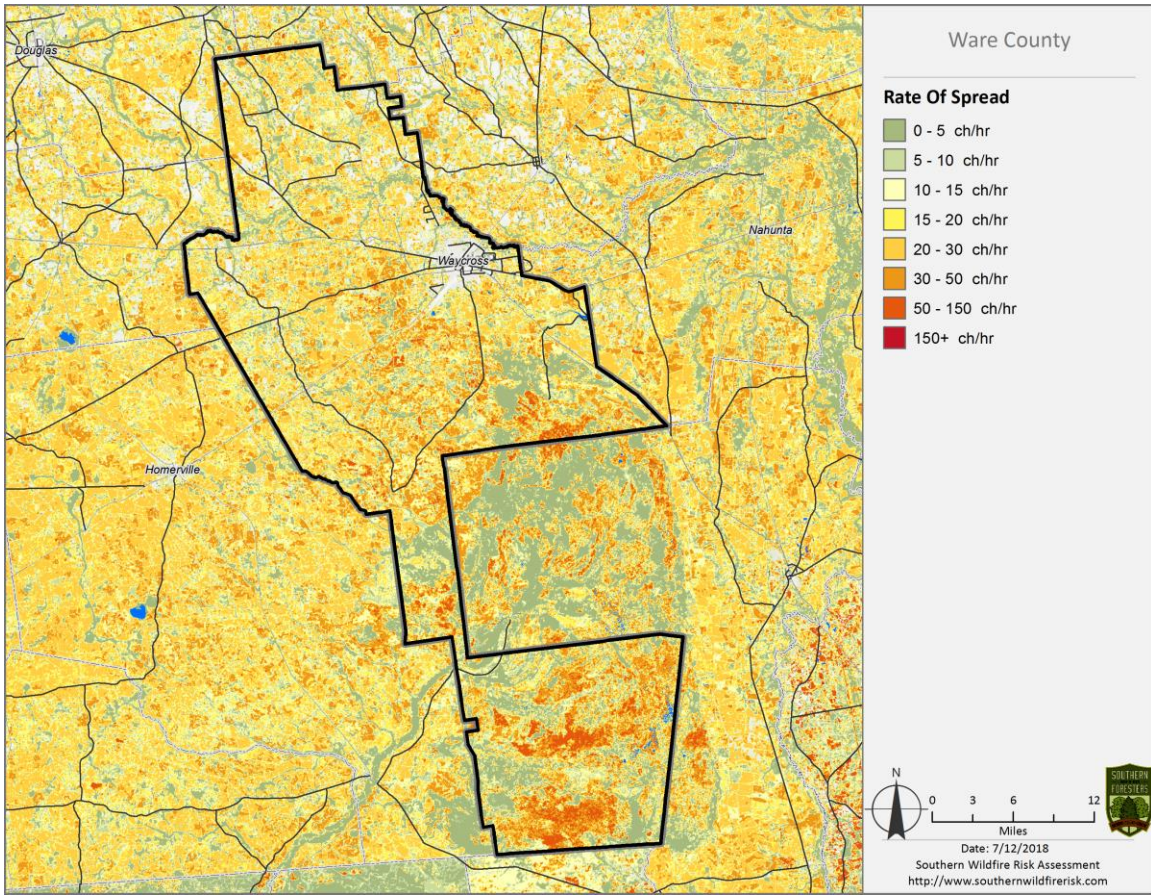 Douglas
Nahunta
Waycross
Homerville
Ware County
Rate Of Spread
0 - 5 ch/hr
5 - 10 ch/hr
10 - 15 ch/hr
15 - 20 ch/hr
20 - 30 ch/hr
30 - 50 ch/hr
50 - 150 ch/hr
150+ ch/hr
N
0 3 6 12
Miles
SOUTHERN
FORESTERS
Date: 7/12/2018
Southern Wildfire Risk Assessment
http://www.southernwildfirerisk.com